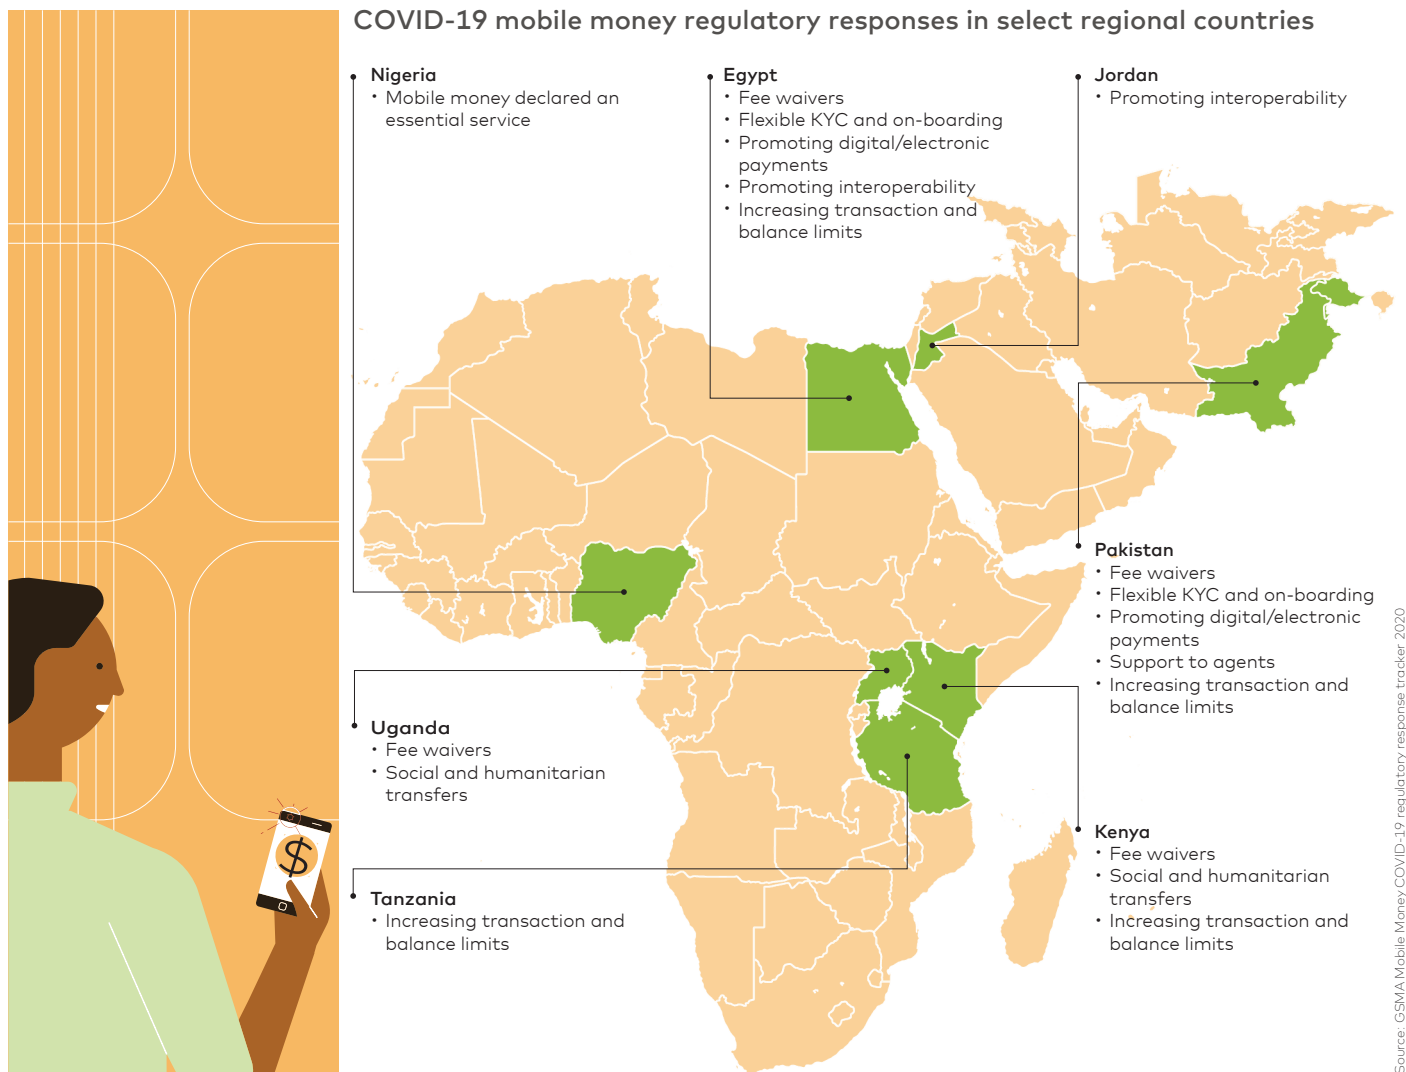 COVID-19 mobile money regulatory responses in select regional countries
Nigeria
• Mobile money declared an
essential service
Egypt
• Fee waivers
• Flexible KYC and on-boarding
• Promoting digital/electronic
payments
• Promoting interoperability
• Increasing transaction and
balance limits
Jordan
• Promoting interoperability
Pakistan
• Fee waivers
• Flexible KYC and on-boarding
• Promoting digital/electronic
payments
• Support to agents
• Increasing transaction and
balance limits
Uganda
• Fee waivers
• Social and humanitarian
transfers
Kenya
• Fee waivers
• Social and humanitarian
transfers
• Increasing transaction and
balance limits
Tanzania
• Increasing transaction and
balance limits
$
Source: GSMA Mobile Money COVID-19 regulatory response tracker 2020